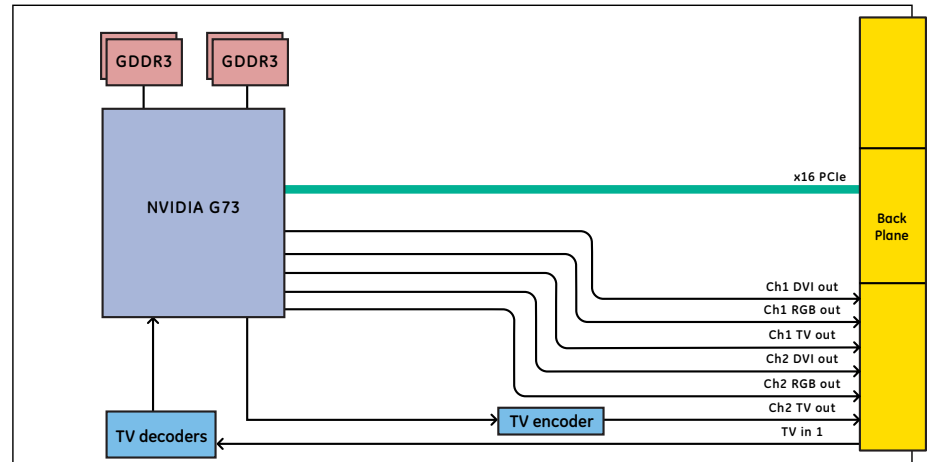 GDDR3
GDDR3
x16 PCIe
NVIDIA G73
Back
Plane
Ch1 DVI out
Ch1 RGB out
Ch1 TV out
Ch2 DVI out
Ch2 RGB out
Ch2 TV out
TV encoder
TV decoders
TV in 1